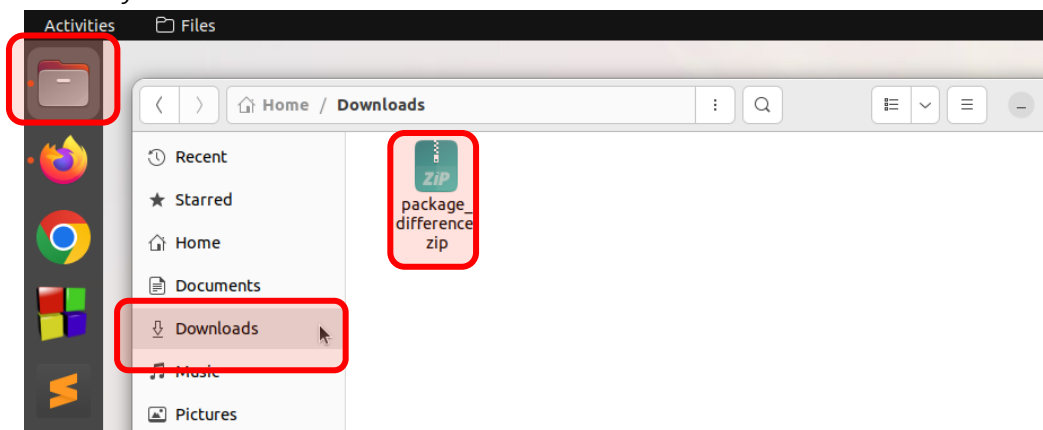 Activities Files
Home / Downloads
Recent
Starred
Home
Documents
Downloads
Music
Pictures
ZiP
package_
difference
zip